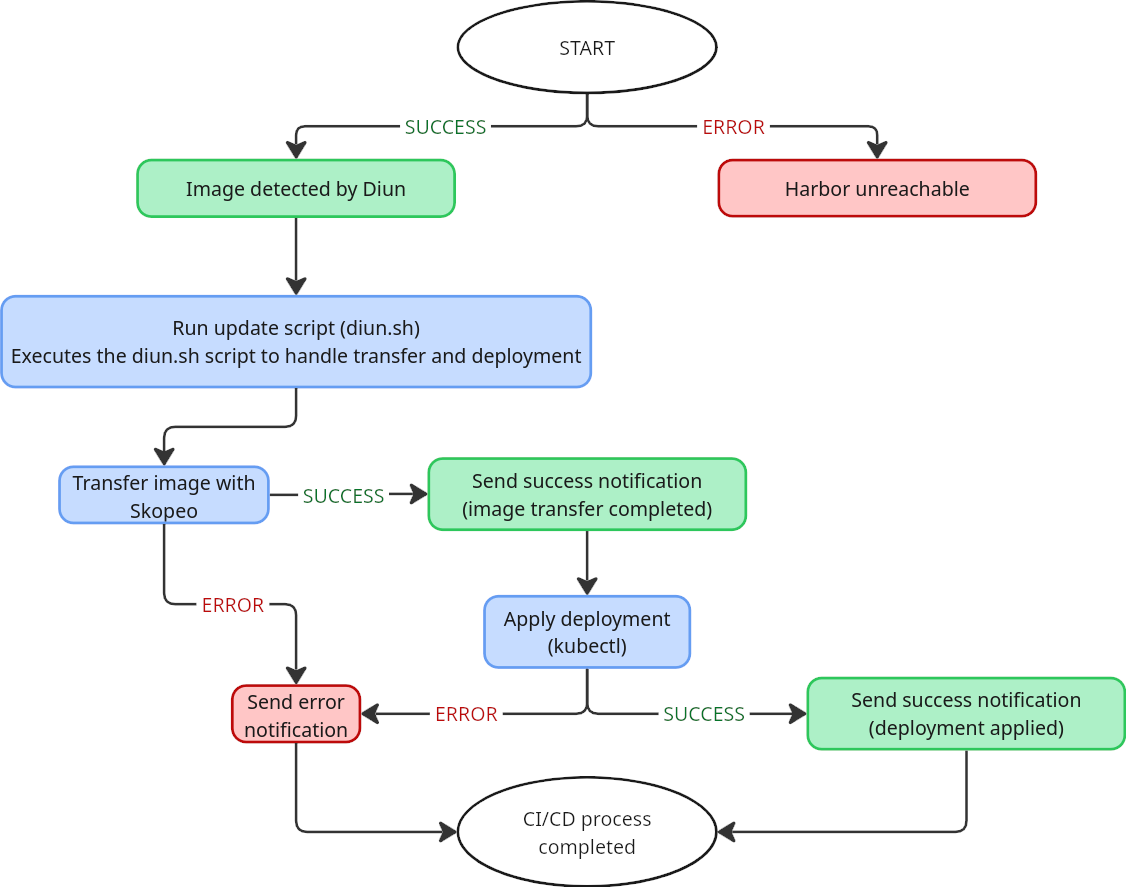 START
SUCCESS
ERROR
Image detected by Diun
Harbor unreachable
Run update script (diun.sh)
Executes the diun.sh script to handle transfer and deployment
Transfer image with
Skopeo
SUCCESS
Send success notification
(image transfer completed)
ERROR
Apply deployment
(kubectl)
Send error
notification
ERROR
SUCCESS
Send success notification
(deployment applied)
CI/CD process
completed